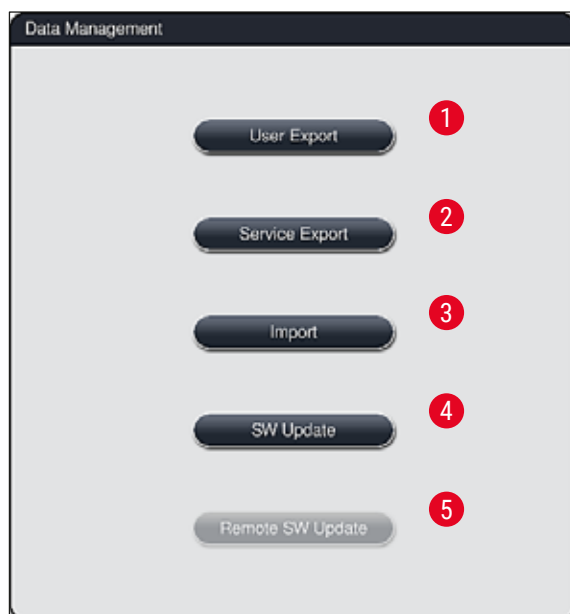 Data Management
User Export 1
Service Export 2
Import 3
SW Update 4
Remote SW Update 5